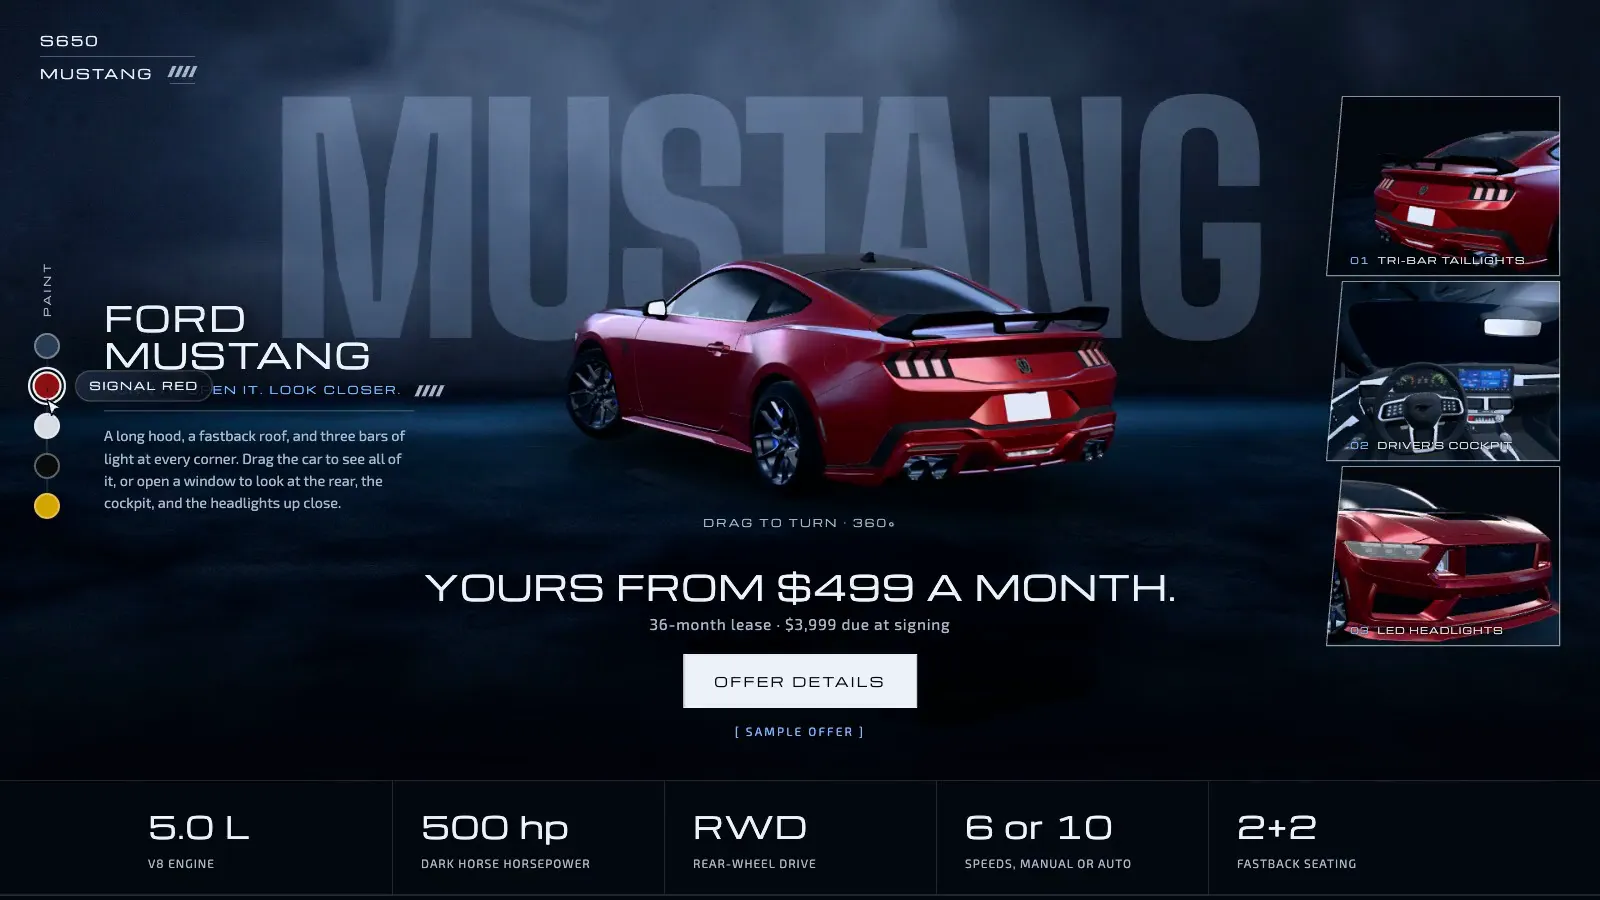 S650
MUSTANG
MUSTANG
PAINT
FORD
MUSTANG
SIGNAL RED
EN IT. LOOK CLOSER.
A long hood, a fastback roof, and three bars of
light at every corner. Drag the car to see all of
it, or open a window to look at the rear, the
cockpit, and the headlights up close.
DRAG TO TURN · 360°
YOURS FROM $499 A MONTH.
36-month lease · $3,999 due at signing
OFFER DETAILS
[ SAMPLE OFFER ]
01 TRI-BAR TAILLIGHTS
02 DRIVER'S COCKPIT
03 LED HEADLIGHTS
5.0 L
V8 ENGINE
500 hp
DARK HORSE HORSEPOWER
RWD
REAR-WHEEL DRIVE
6 or 10
SPEEDS, MANUAL OR AUTO
2+2
FASTBACK SEATING